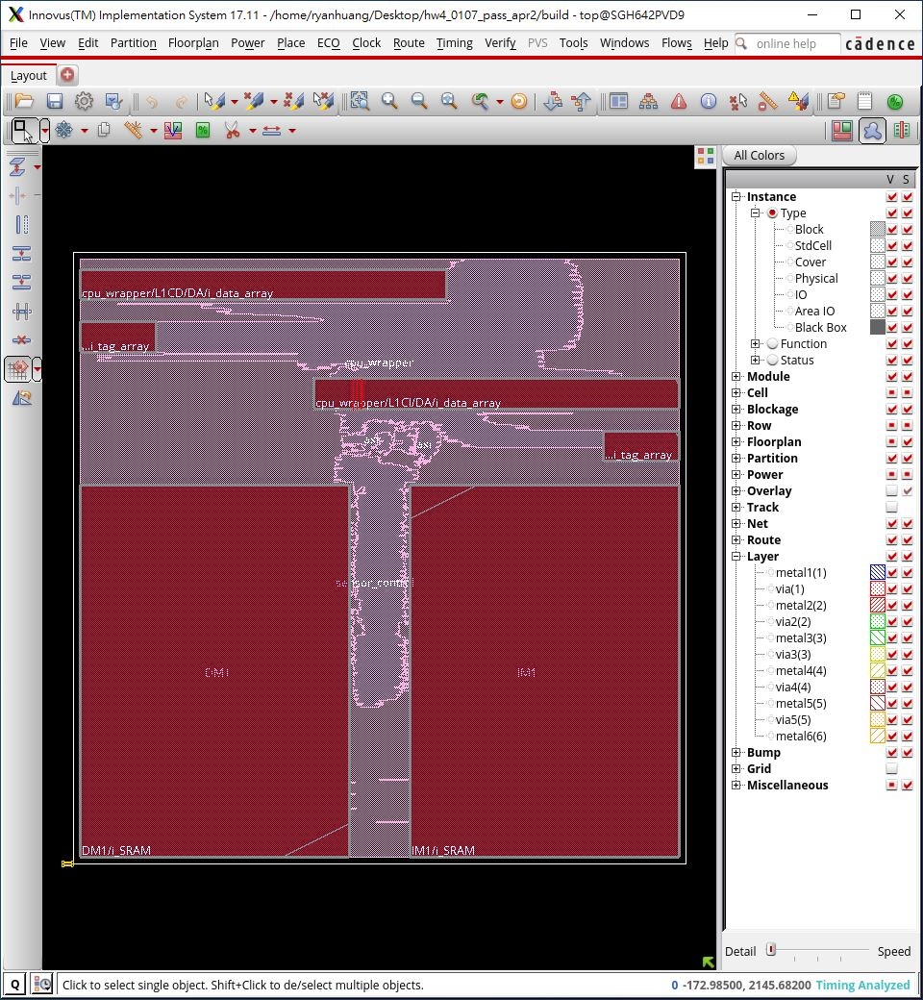 Innovus(TM) Implementation System 17.11 - /home/ryanhuang/Desktop/hw4_0107_pass_apr2/build - top@SGH642PVD9
File View Edit Partition Floorplan Power Place ECO Clock Route Timing Verify PVS Tools Windows Flows Help online help cādence
Layout
All Colors
V S
Instance
Type
Block
StdCell
Cover
Physical
IO
Area IO
Black Box
Function
Status
Module
Cell
Blockage
Row
Floorplan
Partition
Power
Overlay
Track
Net
Route
Layer
metal1(1)
via(1)
metal2(2)
via2(2)
metal3(3)
via3(3)
metal4(4)
via4(4)
metal5(5)
via5(5)
metal6(6)
Bump
Grid
Miscellaneous
cpu_wrapper/L1CD/DA/i_data_array
...i_tag_array
cpu_wrapper
cpu_wrapper/L1CI/DA/i_data_array
...i_tag_array
sensor_control
DM1
IM1
DM1/i_SRAM
IM1/i_SRAM
Detail Speed
Q
Click to select single object. Shift+Click to de/select multiple objects.
0 -172.98500, 2145.68200 Timing Analyzed